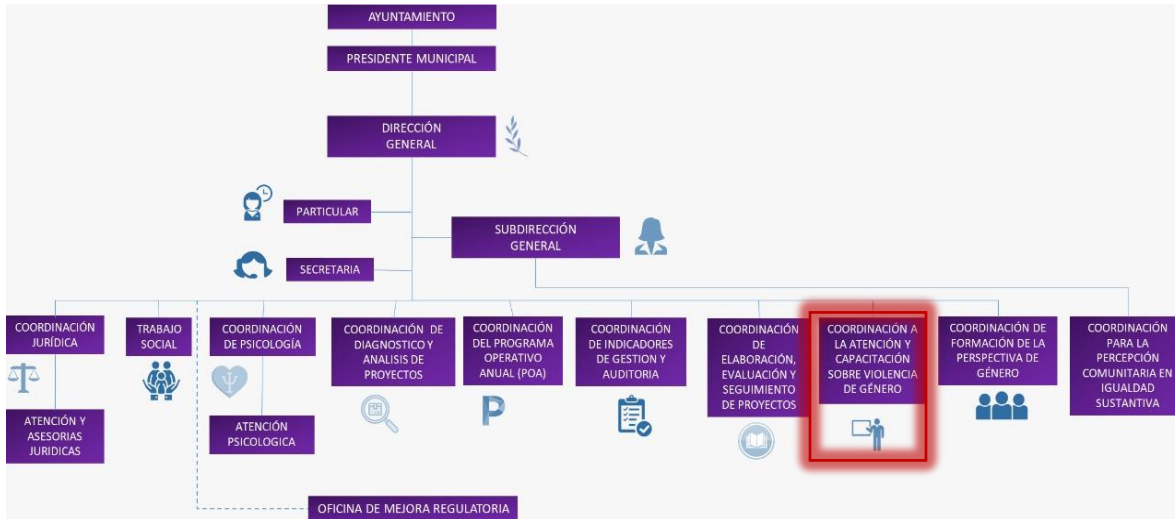 AYUNTAMIENTO
PRESIDENTE MUNICIPAL
DIRECCIÓN
GENERAL
PARTICULAR
SUBDIRECCIÓN
GENERAL
SECRETARIA
COORDINACIÓN
JURÍDICA
TRABAJO
SOCIAL
COORDINACIÓN
DE PSICOLOGÍA
COORDINACIÓN DE
DIAGNOSTICO Y
ANALISIS DE
PROYECTOS
COORDINACIÓN
DEL PROGRAMA
OPERATIVO
ANUAL (POA)
COORDINACIÓN
DE INDICADORES
DE GESTION Y
AUDITORIA
COORDINACIÓN
DE
ELABORACIÓN,
EVALUACIÓN Y
SEGUIMIENTO
DE PROYECTOS
COORDINACIÓN A
LA ATENCIÓN Y
CAPACITACIÓN
SOBRE VIOLENCIA
DE GÉNERO
COORDINACIÓN DE
FORMACIÓN DE LA
PERSPECTIVA DE
GÉNERO
COORDINACIÓN
PARA LA
PERCEPCIÓN
COMUNITARIA EN
IGUALDAD
SUSTANTIVA
ATENCIÓN Y
ASESORIAS
JURIDICAS
ATENCIÓN
PSICOLOGICA
P
OFICINA DE MEJORA REGULATORIA